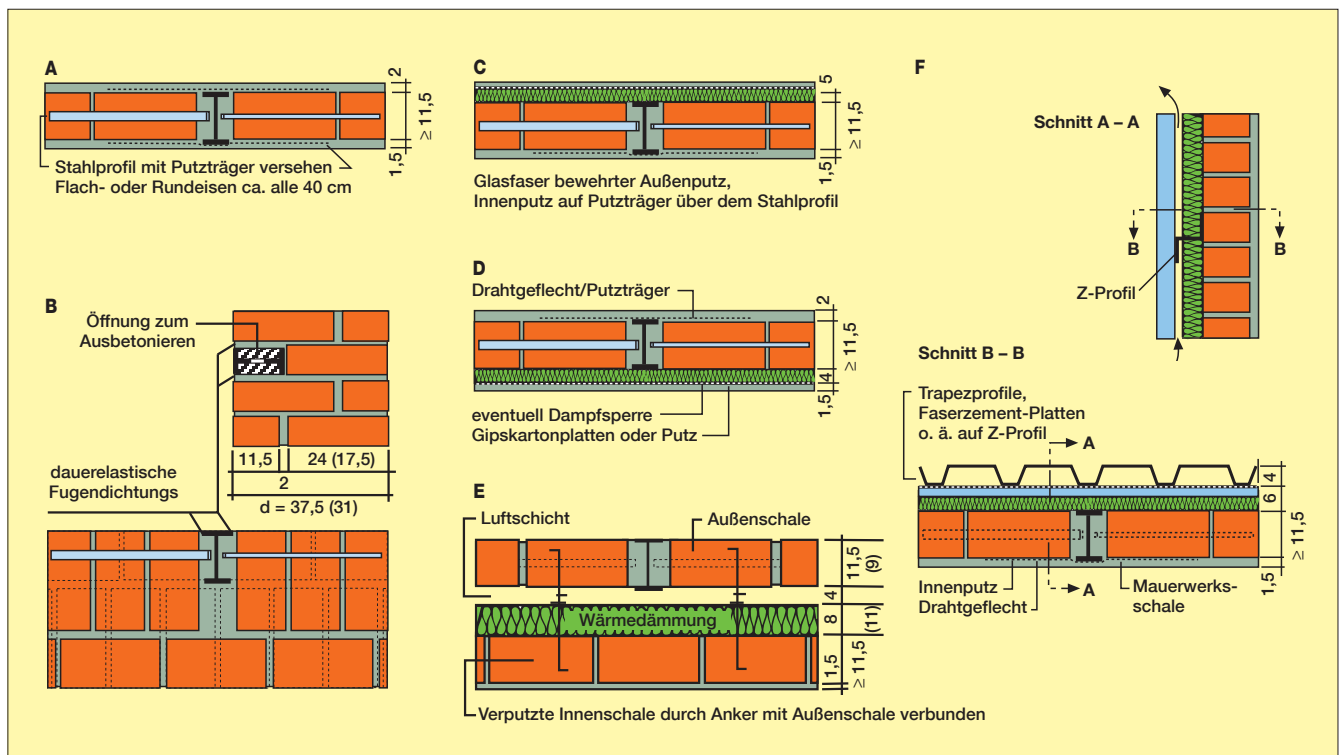 A
2
≥ 11,5
1,5
Stahlprofil mit Putzträger versehen
Flach- oder Rundeisen ca. alle 40 cm
B
Öffnung zum
Ausbetonieren
11,5
24 (17,5)
2
d = 37,5 (31)
dauerelastische
Fugendichtungs
C
5
≥ 11,5
1,5
Glasfaser bewehrter Außenputz,
Innenputz auf Putzträger über dem Stahlprofil
D
Drahtgeflecht/Putzträger
2
≥ 11,5
4
1,5
eventuell Dampfsperre
Gipskartonplatten oder Putz
E
Luftschicht
Außenschale
11,5
(9)
4
8
(11)
Wärmedämmung
1,5
≥ 11,5
Verputzte Innenschale durch Anker mit Außenschale verbunden
F
Schnitt A – A
B
B
Z-Profil
Schnitt B – B
Trapezprofile,
Faserzement-Platten
o. ä. auf Z-Profil
A
4
6
≥ 11,5
1,5
Innenputz
Drahtgeflecht
A
Mauerwerks-
schale